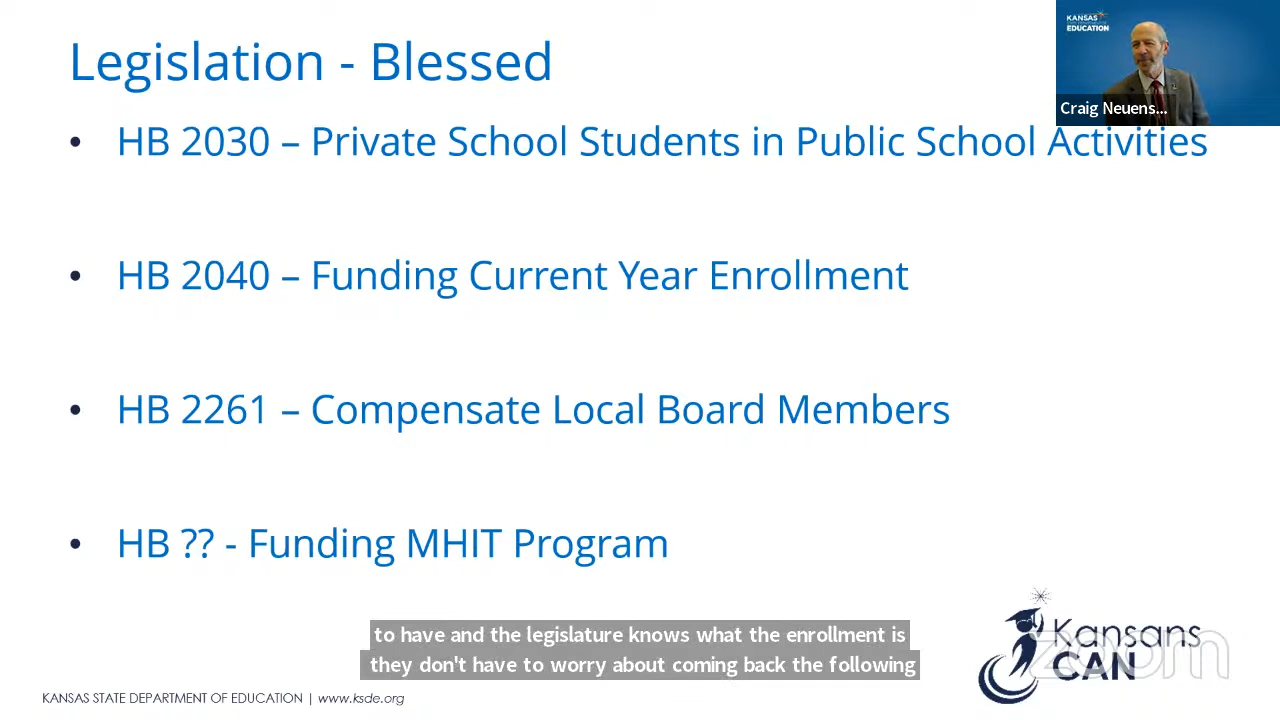 Legislation - Blessed
KANSAS
EDUCATION
Craig Neuens...
• HB 2030 – Private School Students in Public School Activities
• HB 2040 – Funding Current Year Enrollment
• HB 2261 – Compensate Local Board Members
• HB ?? - Funding MHIT Program
to have and the legislature knows what the enrollment is
they don't have to worry about coming back the following
Kansans
CAN
zoom
KANSAS STATE DEPARTMENT OF EDUCATION | www.ksde.org